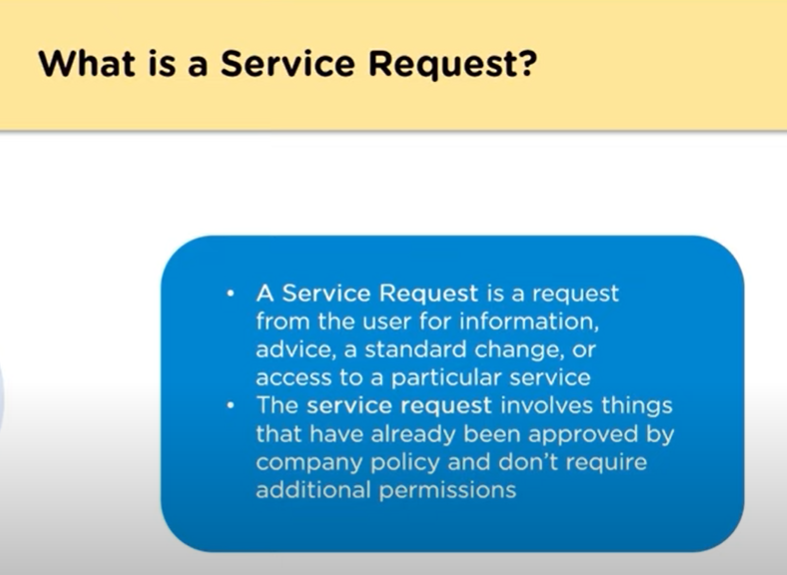 What is a Service Request?
• A Service Request is a request
from the user for information,
advice, a standard change, or
access to a particular service
• The service request involves things
that have already been approved by
company policy and don't require
additional permissions